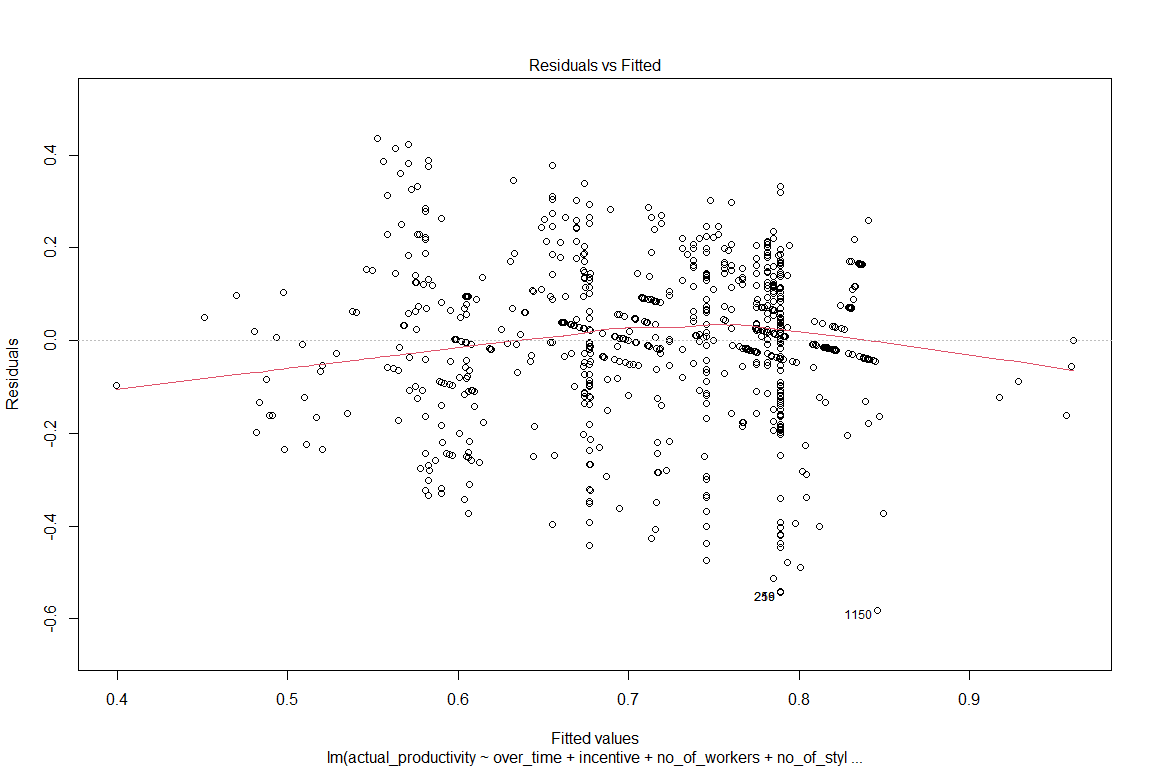 Residuals vs Fitted
Residuals
0.4
0.2
0.0
-0.2
-0.4
-0.6
1150
0.4 0.5 0.6 0.7 0.8 0.9
Fitted values
lm(actual_productivity ~ over_time + incentive + no_of_workers + no_of_styl ...